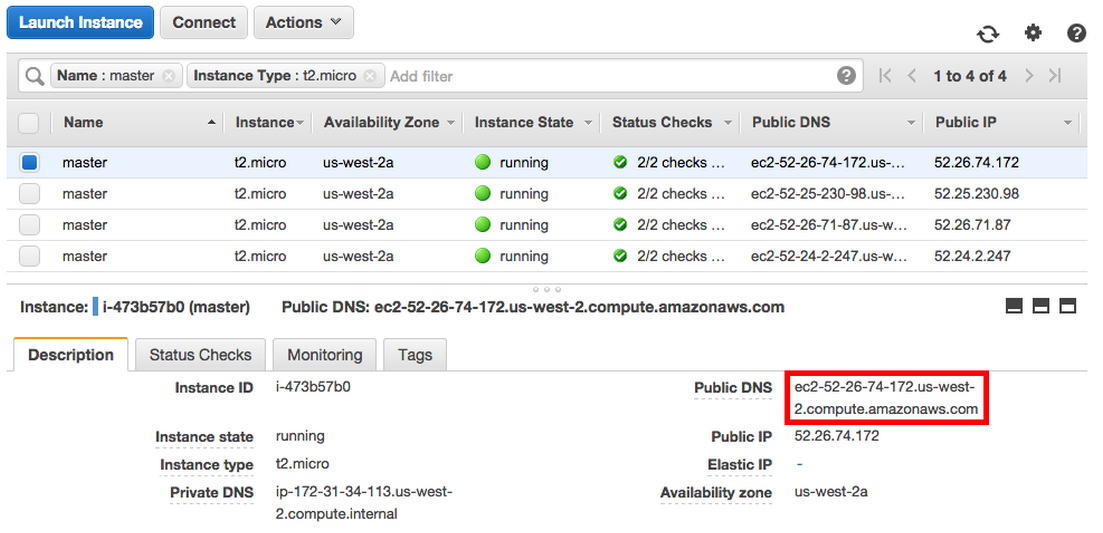 Launch Instance Connect Actions
Name : master Instance Type : t2.micro Add filter 1 to 4 of 4
Name Instance Availability Zone Instance State Status Checks Public DNS Public IP
master t2.micro us-west-2a running 2/2 checks ... ec2-52-26-74-172.us-... 52.26.74.172
master t2.micro us-west-2a running 2/2 checks ... ec2-52-25-230-98.us-... 52.25.230.98
master t2.micro us-west-2a running 2/2 checks ... ec2-52-26-71-87.us-w... 52.26.71.87
master t2.micro us-west-2a running 2/2 checks ... ec2-52-24-2-247.us-w... 52.24.2.247
Instance: i-473b57b0 (master) Public DNS: ec2-52-26-74-172.us-west-2.compute.amazonaws.com
Description Status Checks Monitoring Tags
Instance ID i-473b57b0 Public DNS ec2-52-26-74-172.us-west-
2.compute.amazonaws.com
Instance state running Public IP 52.26.74.172
Instance type t2.micro Elastic IP -
Private DNS ip-172-31-34-113.us-west- Availability zone us-west-2a
2.compute.internal